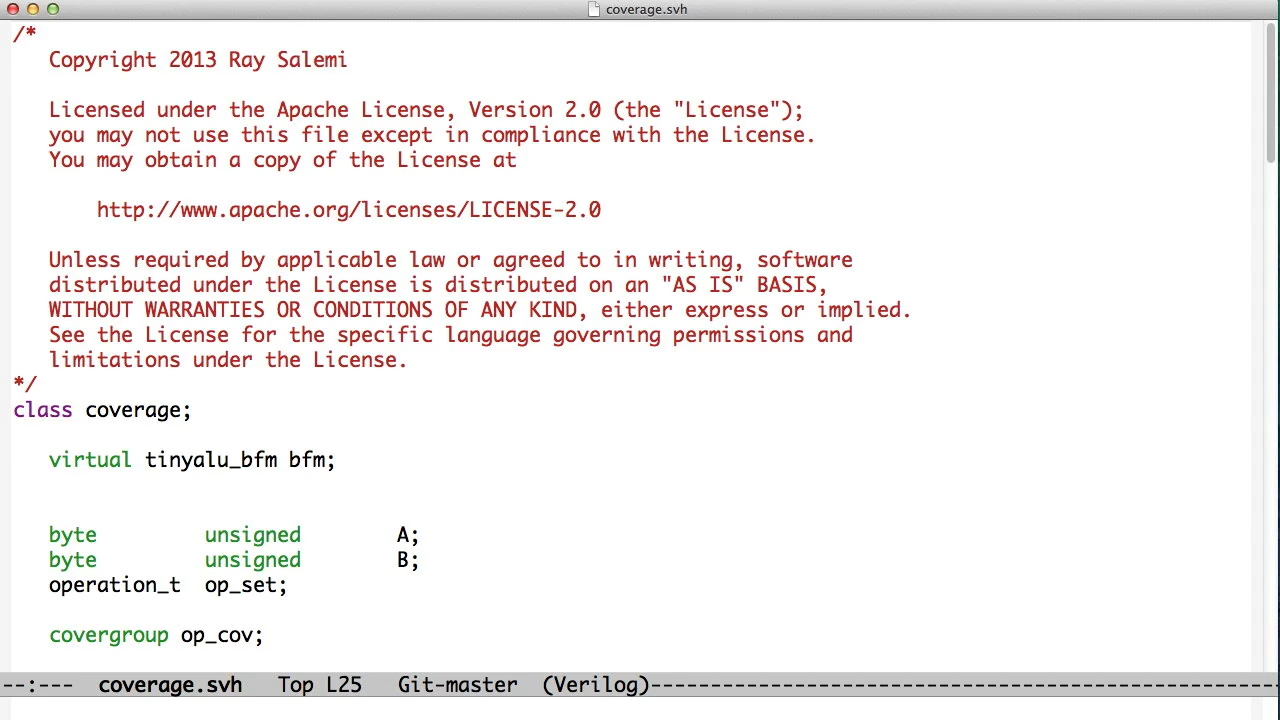 coverage.svh
/*
Copyright 2013 Ray Salemi
Licensed under the Apache License, Version 2.0 (the "License");
you may not use this file except in compliance with the License.
You may obtain a copy of the License at
http://www.apache.org/licenses/LICENSE-2.0
Unless required by applicable law or agreed to in writing, software
distributed under the License is distributed on an "AS IS" BASIS,
WITHOUT WARRANTIES OR CONDITIONS OF ANY KIND, either express or implied.
See the License for the specific language governing permissions and
limitations under the License.
*/
class coverage;
virtual tinyalu_bfm bfm;
byte unsigned A;
byte unsigned B;
operation_t op_set;
covergroup op_cov;
--:--- coverage.svh Top L25 Git-master (Verilog)----------------------------------------------------